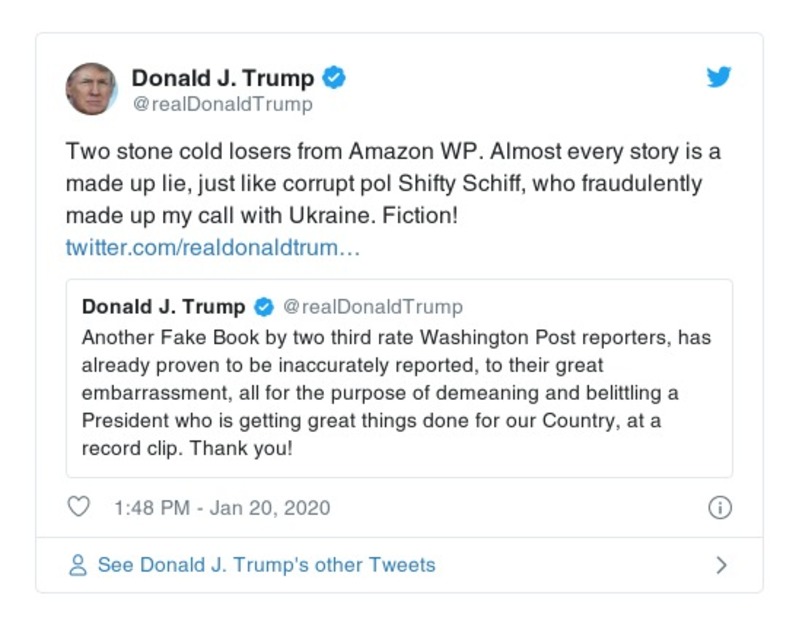 Donald J. Trump
@realDonaldTrump
Two stone cold losers from Amazon WP. Almost every story is a
made up lie, just like corrupt pol Shifty Schiff, who fraudulently
made up my call with Ukraine. Fiction!
twitter.com/realdonaldtrum…
Donald J. Trump @realDonaldTrump
Another Fake Book by two third rate Washington Post reporters, has
already proven to be inaccurately reported, to their great
embarrassment, all for the purpose of demeaning and belittling a
President who is getting great things done for our Country, at a
record clip. Thank you!
1:48 PM - Jan 20, 2020
See Donald J. Trump's other Tweets